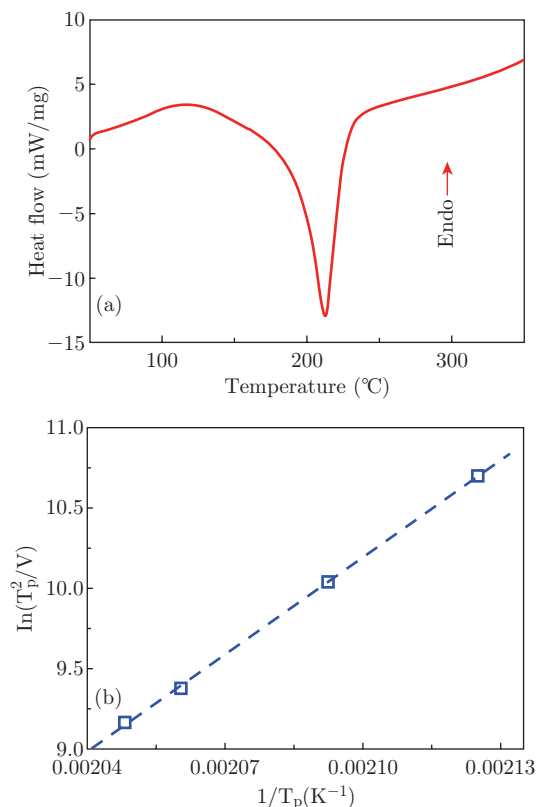 10
5
0
−5
−10
−15
Heat flow (mW/mg)
Endo
(a)
100
200
300
Temperature (℃)
11.0
10.5
10.0
9.5
9.0
In(T_p^2/V)
(b)
0.00204
0.00207
0.00210
0.00213
1/T_p(K^{-1})